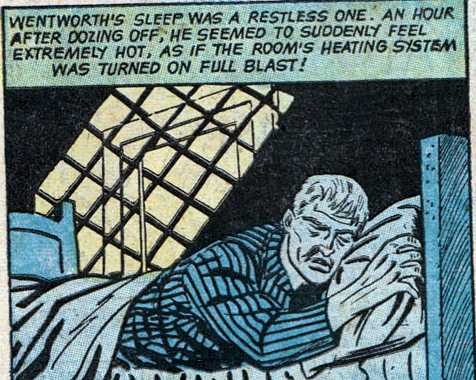 WENTWORTH'S SLEEP WAS A RESTLESS ONE. AN HOUR
AFTER DOZING OFF, HE SEEMED TO SUDDENLY FEEL
EXTREMELY HOT, AS IF THE ROOM'S HEATING SYSTEM
WAS TURNED ON FULL BLAST!